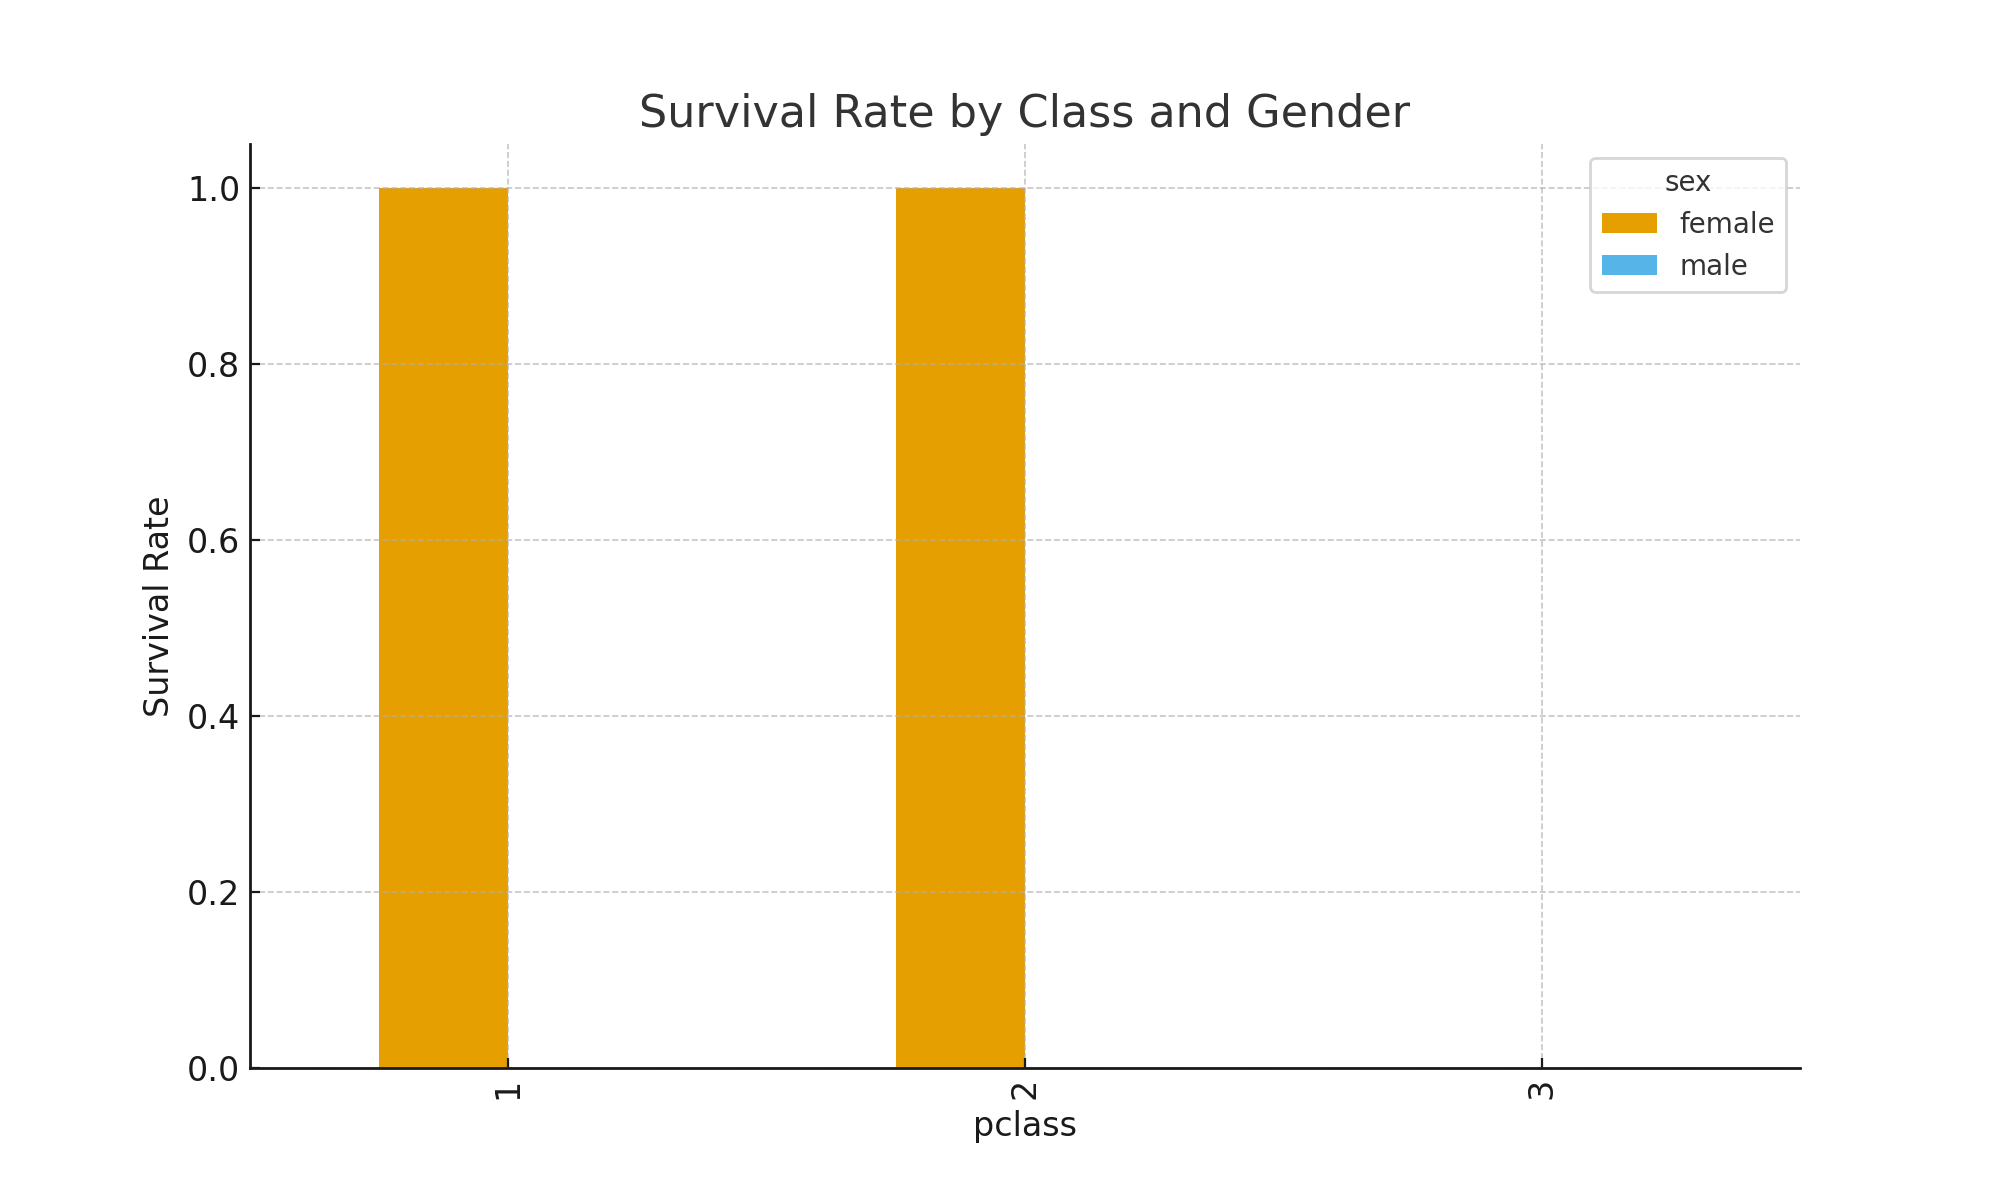 Survival Rate by Class and Gender
sex
female
male
1.0
0.8
0.6
0.4
0.2
0.0
Survival Rate
1
2
3
pclass